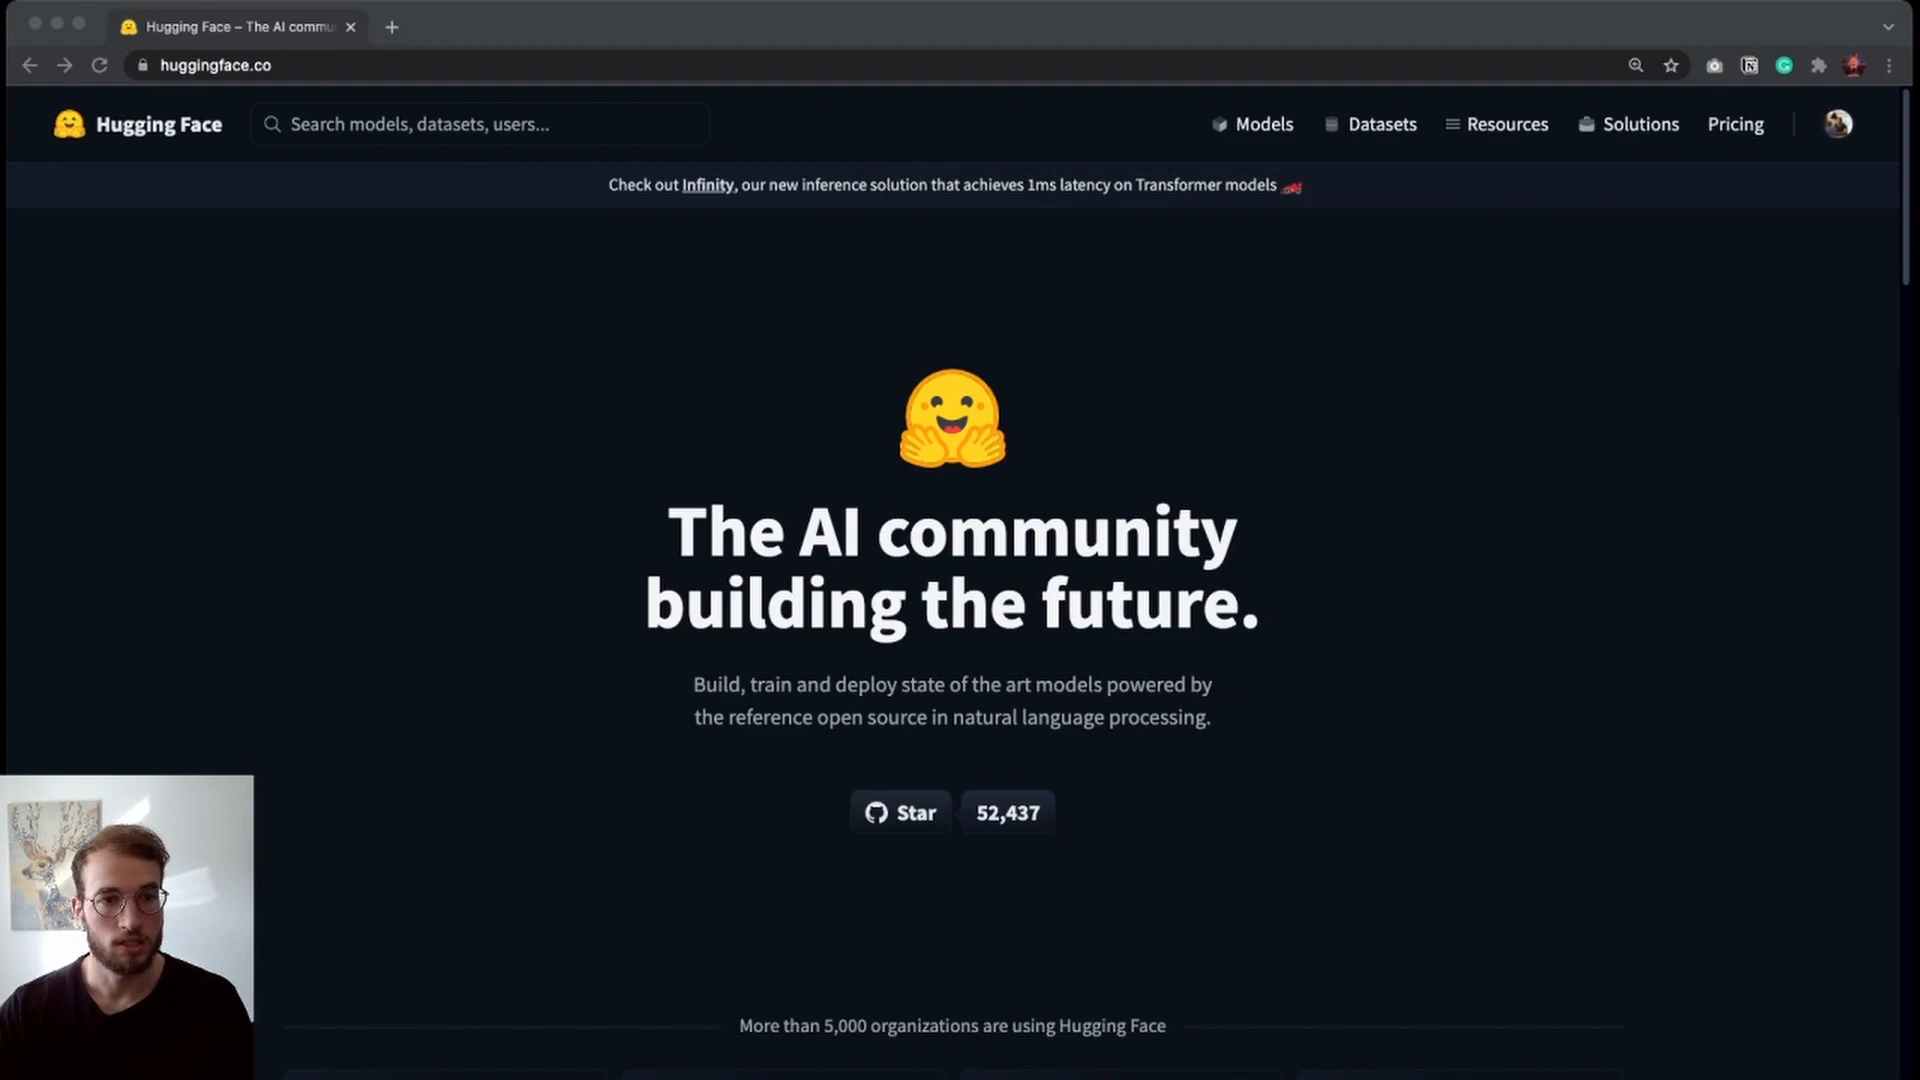 Hugging Face – The AI commu
huggingface.co
Hugging Face
Search models, datasets, users...
Models
Datasets
Resources
Solutions
Pricing
Check out Infinity, our new inference solution that achieves 1ms latency on Transformer models
The AI community
building the future.
Build, train and deploy state of the art models powered by
the reference open source in natural language processing.
Star
52,437
More than 5,000 organizations are using Hugging Face